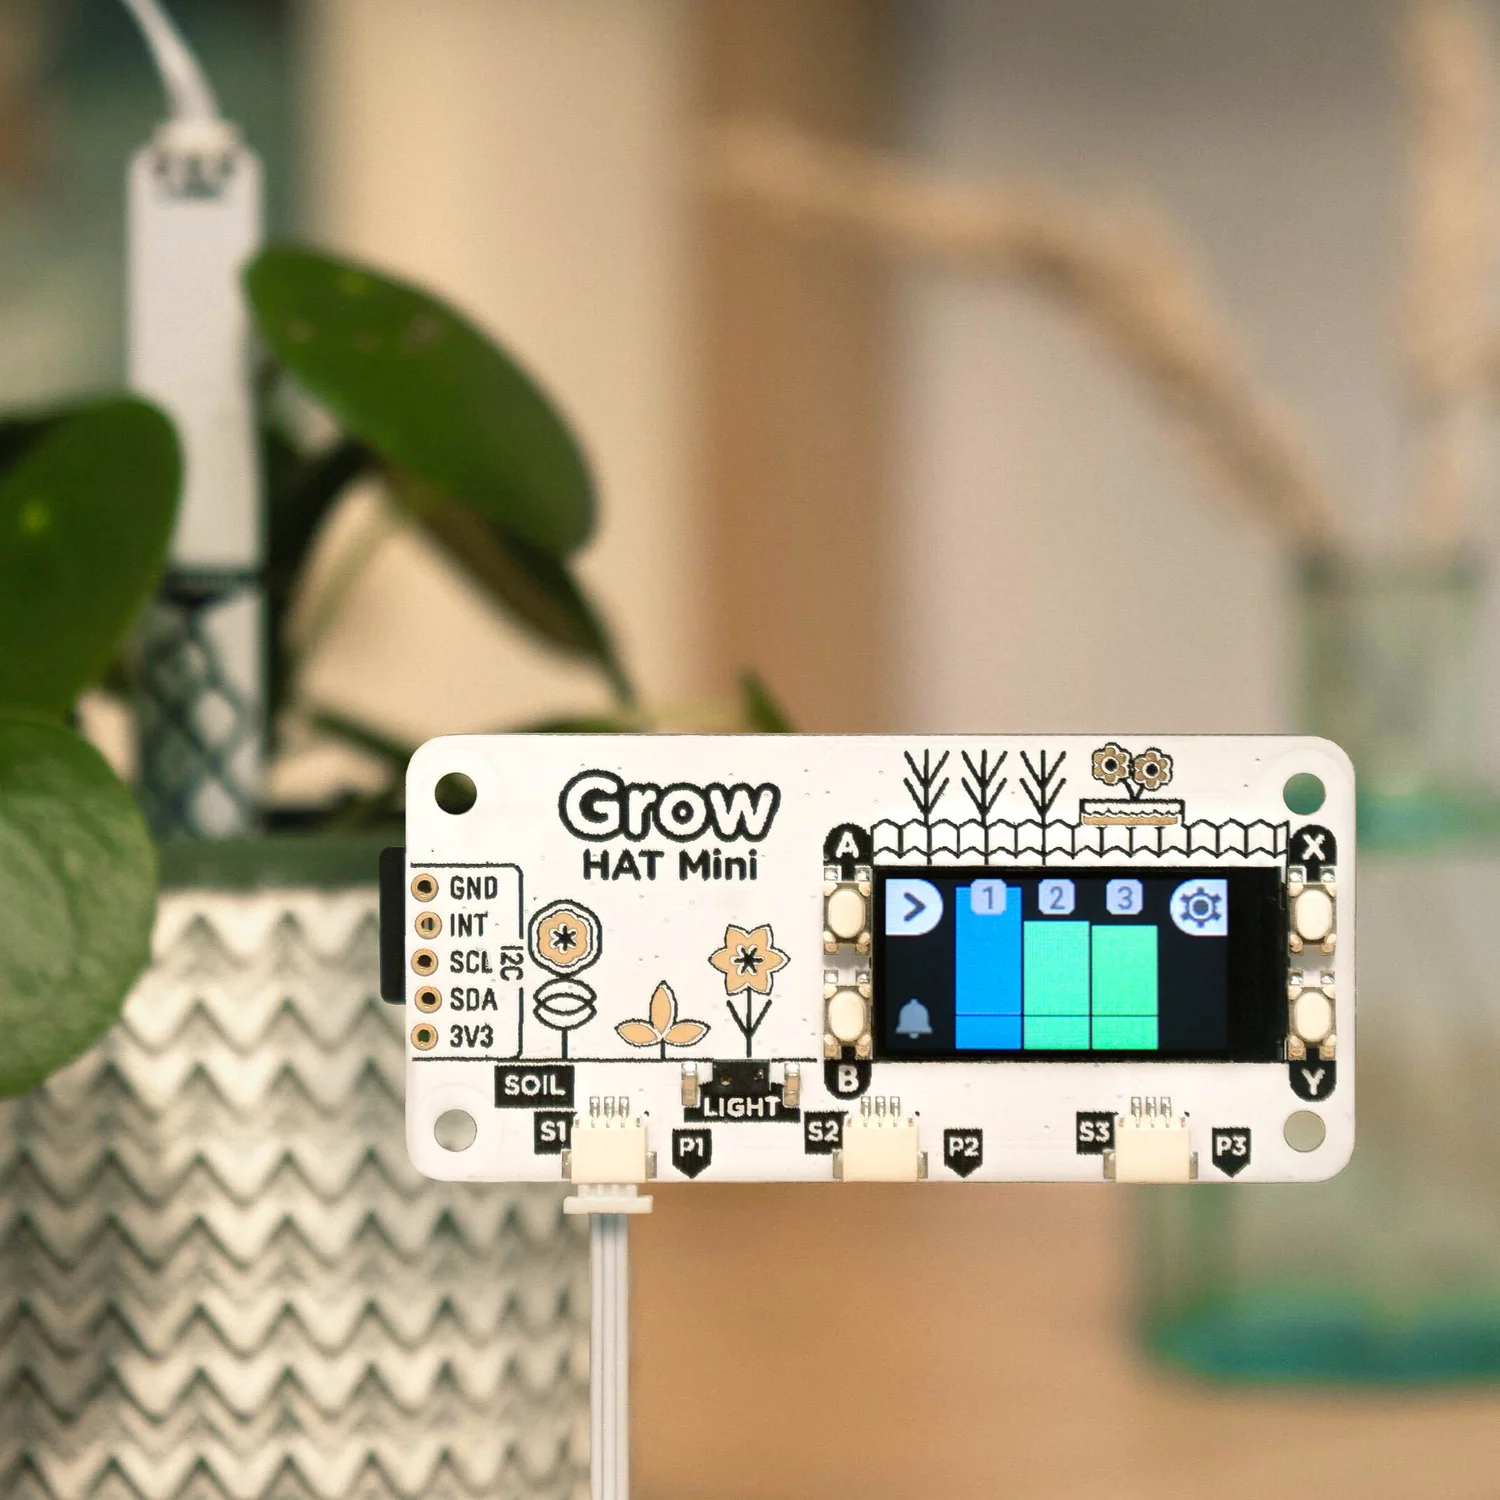 Grow
HAT Mini
GND
INT
SCL
SDA
3V3
I2C
SOIL
LIGHT
S1
P1
S2
P2
S3
P3
A
B
X
Y
1
2
3